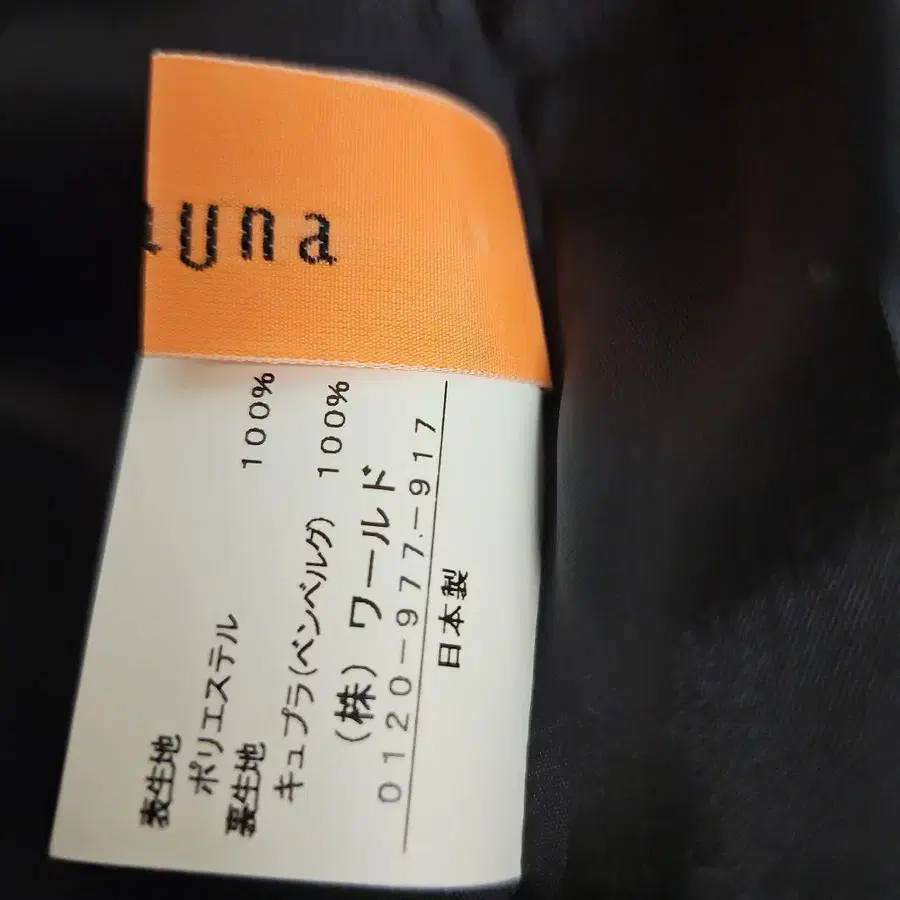 una
表生地
ポリエステル 100%
裏生地
キュプラ(ベンベルグ) 100%
(株)ワールド
0120-977-917
日本製